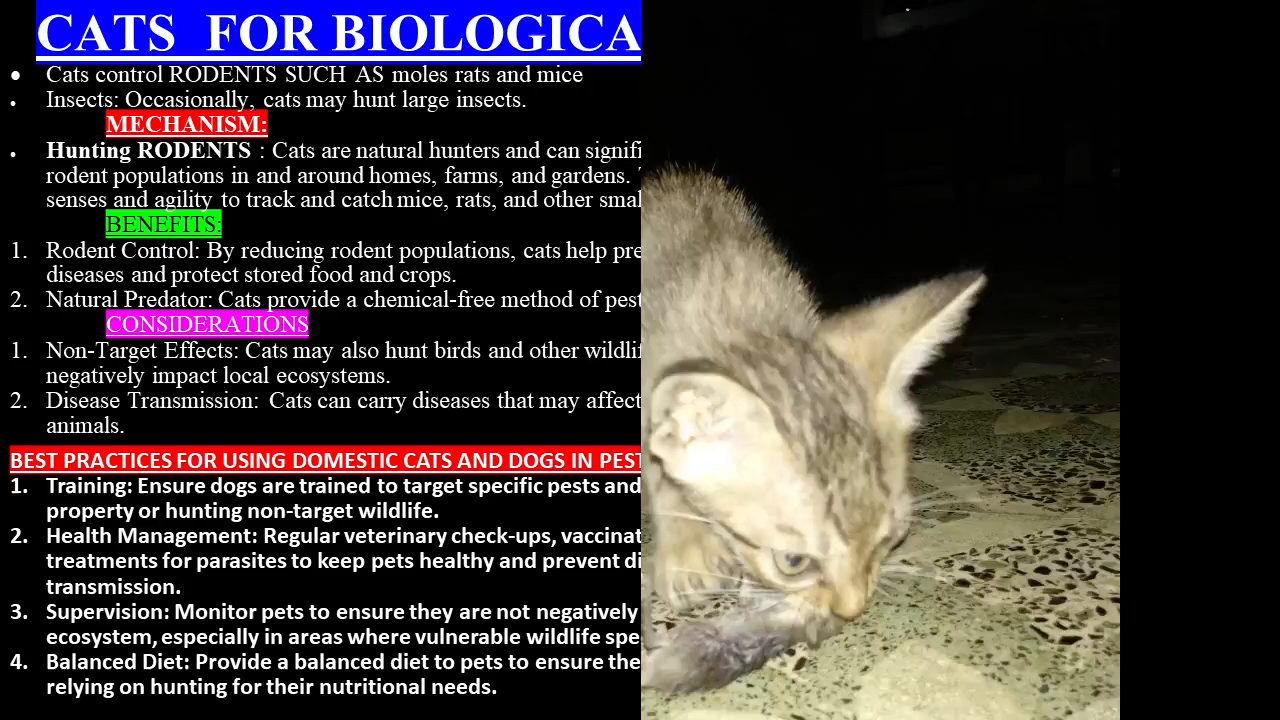 CATS FOR BIOLOGICA
• Cats control RODENTS SUCH AS moles rats and mice
• Insects: Occasionally, cats may hunt large insects.
MECHANISM:
• Hunting RODENTS : Cats are natural hunters and can signifi
rodent populations in and around homes, farms, and gardens.
senses and agility to track and catch mice, rats, and other smal
BENEFITS:
1. Rodent Control: By reducing rodent populations, cats help pre
diseases and protect stored food and crops.
2. Natural Predator: Cats provide a chemical-free method of pest
CONSIDERATIONS
1. Non-Target Effects: Cats may also hunt birds and other wildlif
negatively impact local ecosystems.
2. Disease Transmission: Cats can carry diseases that may affect
animals.
BEST PRACTICES FOR USING DOMESTIC CATS AND DOGS IN PEST
1. Training: Ensure dogs are trained to target specific pests and
property or hunting non-target wildlife.
2. Health Management: Regular veterinary check-ups, vaccinat
treatments for parasites to keep pets healthy and prevent di
transmission.
3. Supervision: Monitor pets to ensure they are not negatively
ecosystem, especially in areas where vulnerable wildlife spe
4. Balanced Diet: Provide a balanced diet to pets to ensure the
relying on hunting for their nutritional needs.